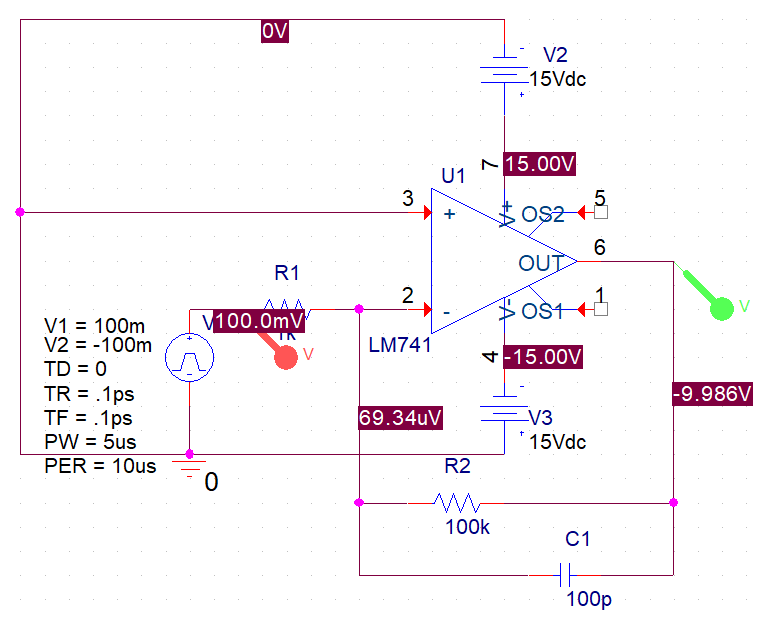 0V
V2
15Vdc
7
15.00V
U1
3
+
V+
OS2
5
OUT
6
2
-
V-
OS1
1
LM741
4
-15.00V
R1
100.0mV
V
V
V1 = 100m
V2 = -100m
TD = 0
TR = .1ps
TF = .1ps
PW = 5us
PER = 10us
0
69.34uV
-9.986V
V3
15Vdc
R2
100k
C1
100p